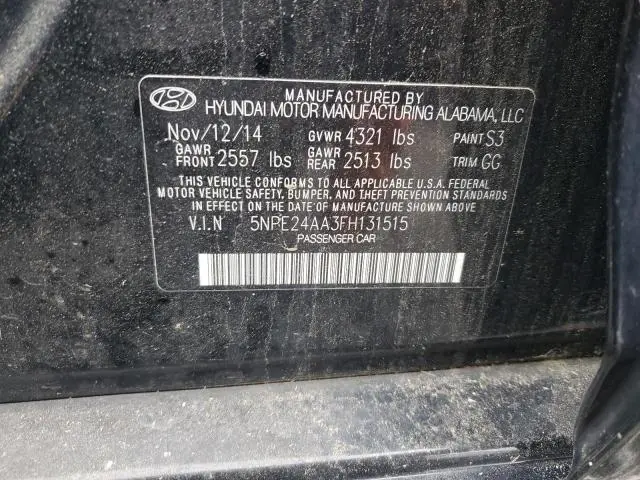 MANUFACTURED BY
HYUNDAI MOTOR MANUFACTURING ALABAMA, LLC
Nov/12/14 GVWR 4321 lbs PAINT S3
GAWR FRONT 2557 lbs GAWR REAR 2513 lbs TRIM GG
THIS VEHICLE CONFORMS TO ALL APPLICABLE U.S.A. FEDERAL
MOTOR VEHICLE SAFETY, BUMPER, AND THEFT PREVENTION STANDARDS
IN EFFECT ON THE DATE OF MANUFACTURE SHOWN ABOVE.
V.I.N 5NPE24AA3FH131515
PASSENGER CAR